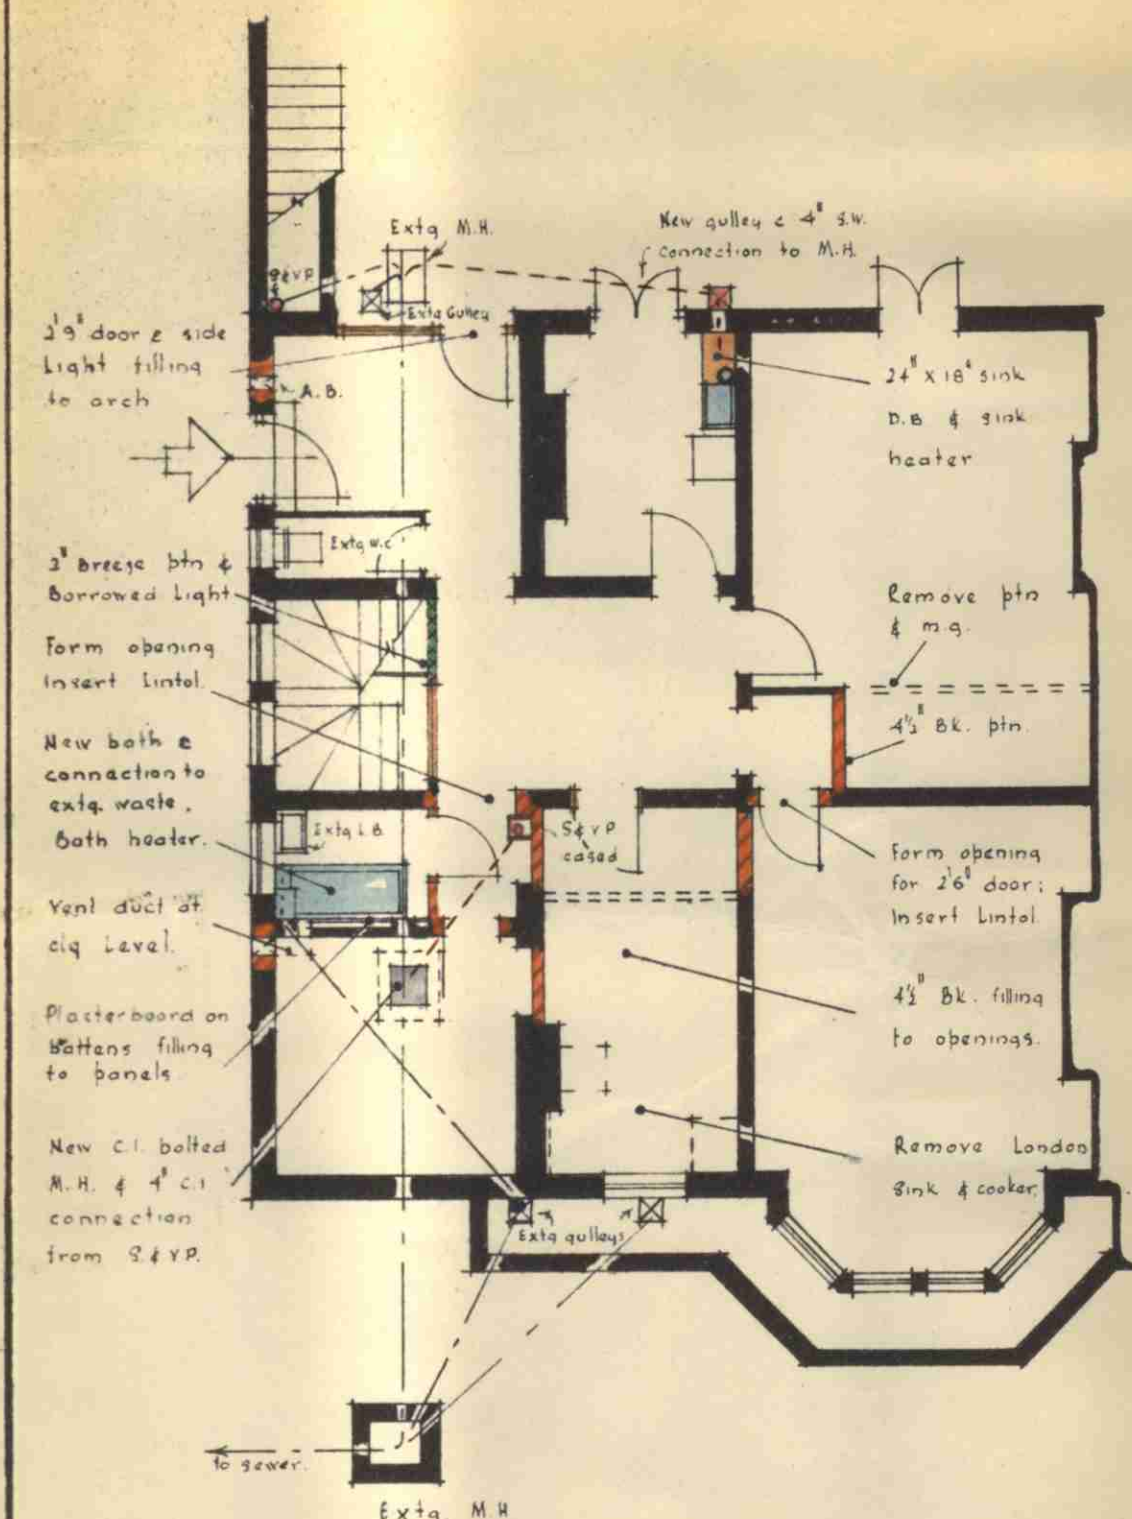 Extg M.H.
New gulley c 4" S.W.
connection to M.H.
S&VP
Extg Gulley
2'9" door c side
Light filling
to arch
A.B.
24" x 18" sink
D.B & sink
heater
Extg W.C
2" Breeze ptn &
Borrowed Light
Remove ptn
& m.g.
Form opening
Insert Lintol.
4½" Bk. ptn.
New bath c
connection to
extg. waste.
Bath heater.
Extg L.B.
S & V.P.
cased
Form opening
for 2'6" door:
Insert Lintol
Vent duct at
clg Level.
4½" Bk. filling
to openings.
Plasterboard on
Battens filling
to panels
New C.I. bolted
M.H. & 4" C.I
connection
from S. & V.P.
Remove London
Sink & cooker.
Extg gulleys
to sewer.
Extg. M.H